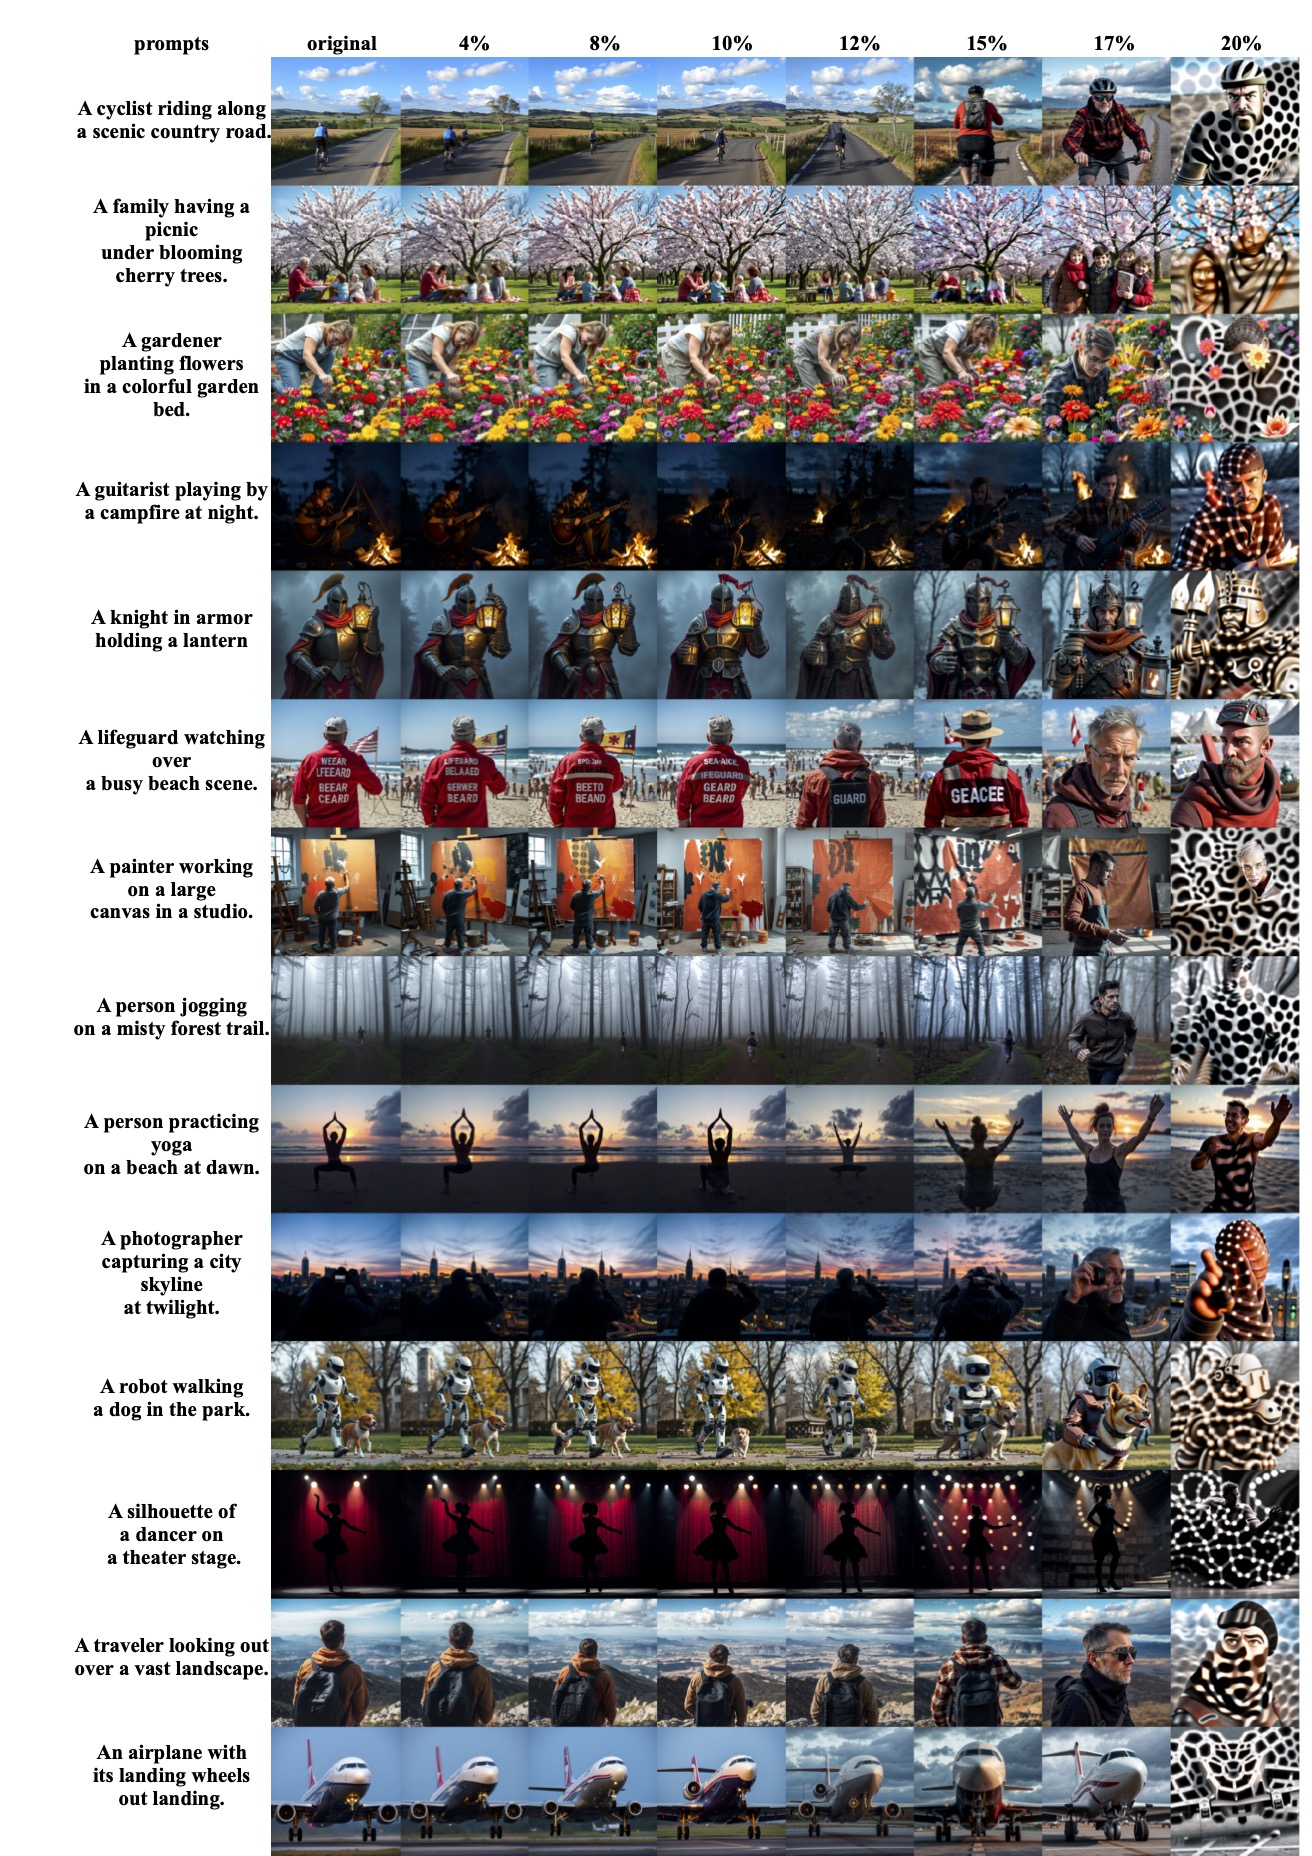 prompts original 4% 8% 10% 12% 15% 17% 20%
A cyclist riding along
a scenic country road.
A family having a
picnic
under blooming
cherry trees.
A gardener
planting flowers
in a colorful garden
bed.
A guitarist playing by
a campfire at night.
A knight in armor
holding a lantern
A lifeguard watching
over
a busy beach scene.
WEEAR
LFEEARD
BEEAR
CEARD
LIFEGUARD
BELAAED
GERWER
BEARD
BEETO
BEAND
SEA-AICE,
IFEGUARD
GEARD
BEARD
GUARD
GEACEE
A painter working
on a large
canvas in a studio.
A person jogging
on a misty forest trail.
A person practicing
yoga
on a beach at dawn.
A photographer
capturing a city
skyline
at twilight.
A robot walking
a dog in the park.
A silhouette of
a dancer on
a theater stage.
A traveler looking out
over a vast landscape.
An airplane with
its landing wheels
out landing.